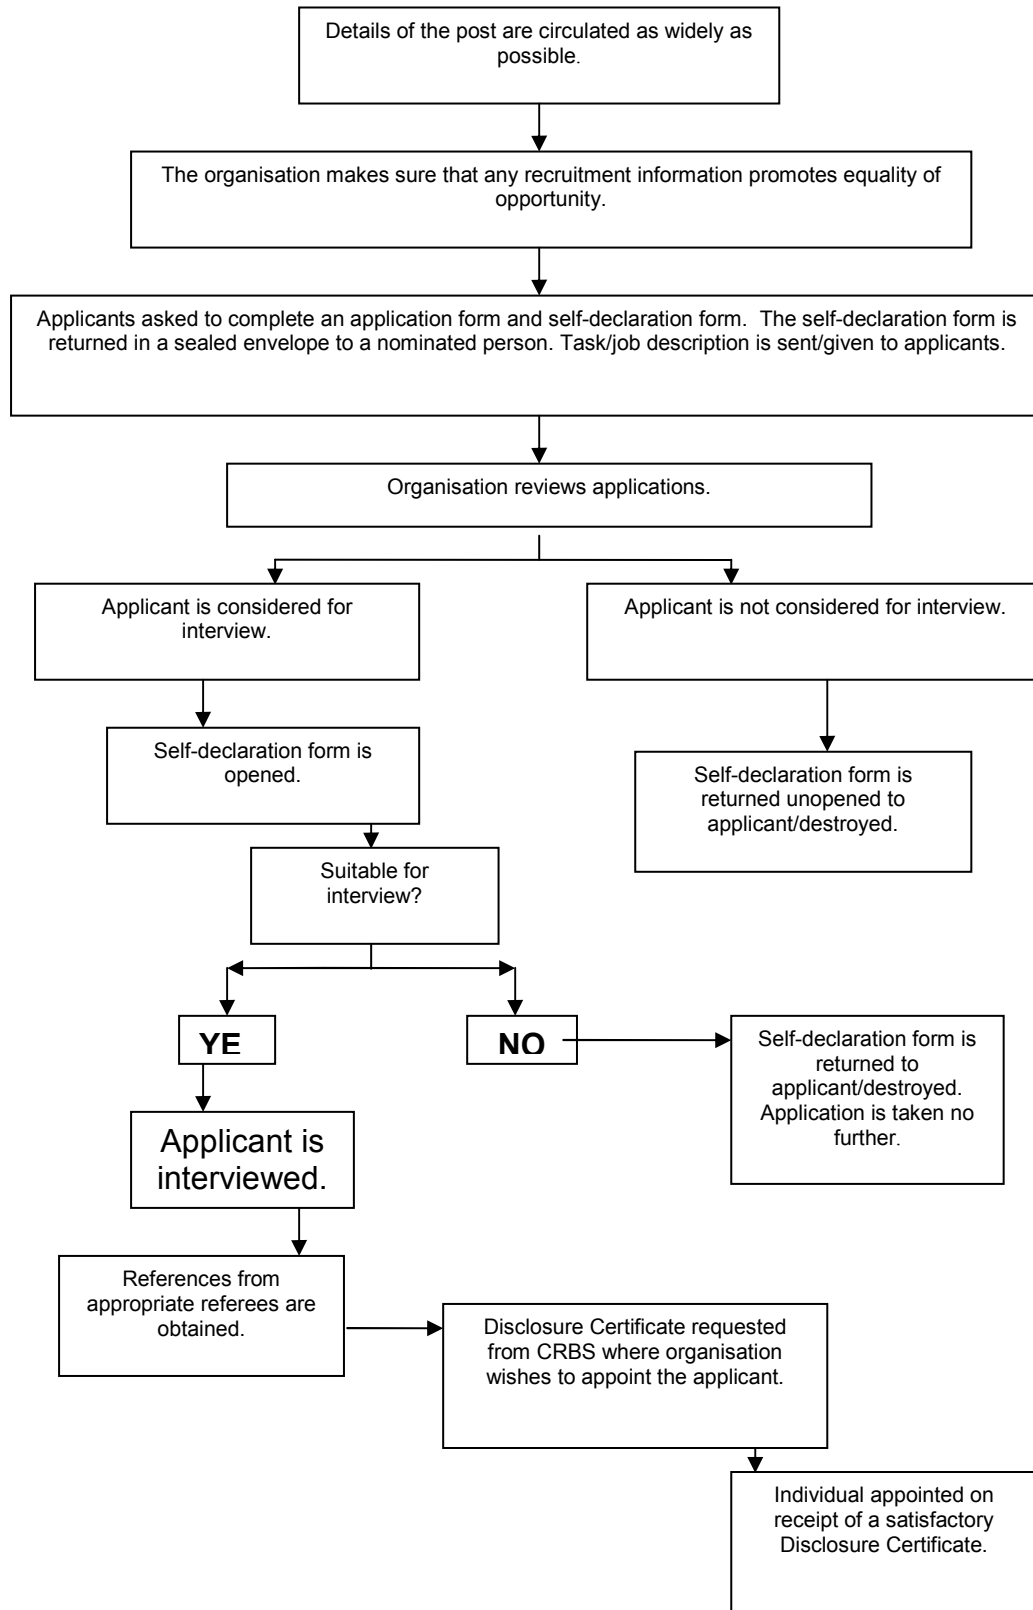 Details of the post are circulated as widely as
possible.
The organisation makes sure that any recruitment information promotes equality of
opportunity.
Applicants asked to complete an application form and self-declaration form.  The self-declaration form is
returned in a sealed envelope to a nominated person. Task/job description is sent/given to applicants.
Organisation reviews applications.
Applicant is considered for
interview.
Applicant is not considered for interview.
Self-declaration form is
opened.
Self-declaration form is
returned unopened to
applicant/destroyed.
Suitable for
interview?
YE
NO
Self-declaration form is
returned to
applicant/destroyed.
Application is taken no
further.
Applicant is
interviewed.
References from
appropriate referees are
obtained.
Disclosure Certificate requested
from CRBS where organisation
wishes to appoint the applicant.
Individual appointed on
receipt of a satisfactory
Disclosure Certificate.